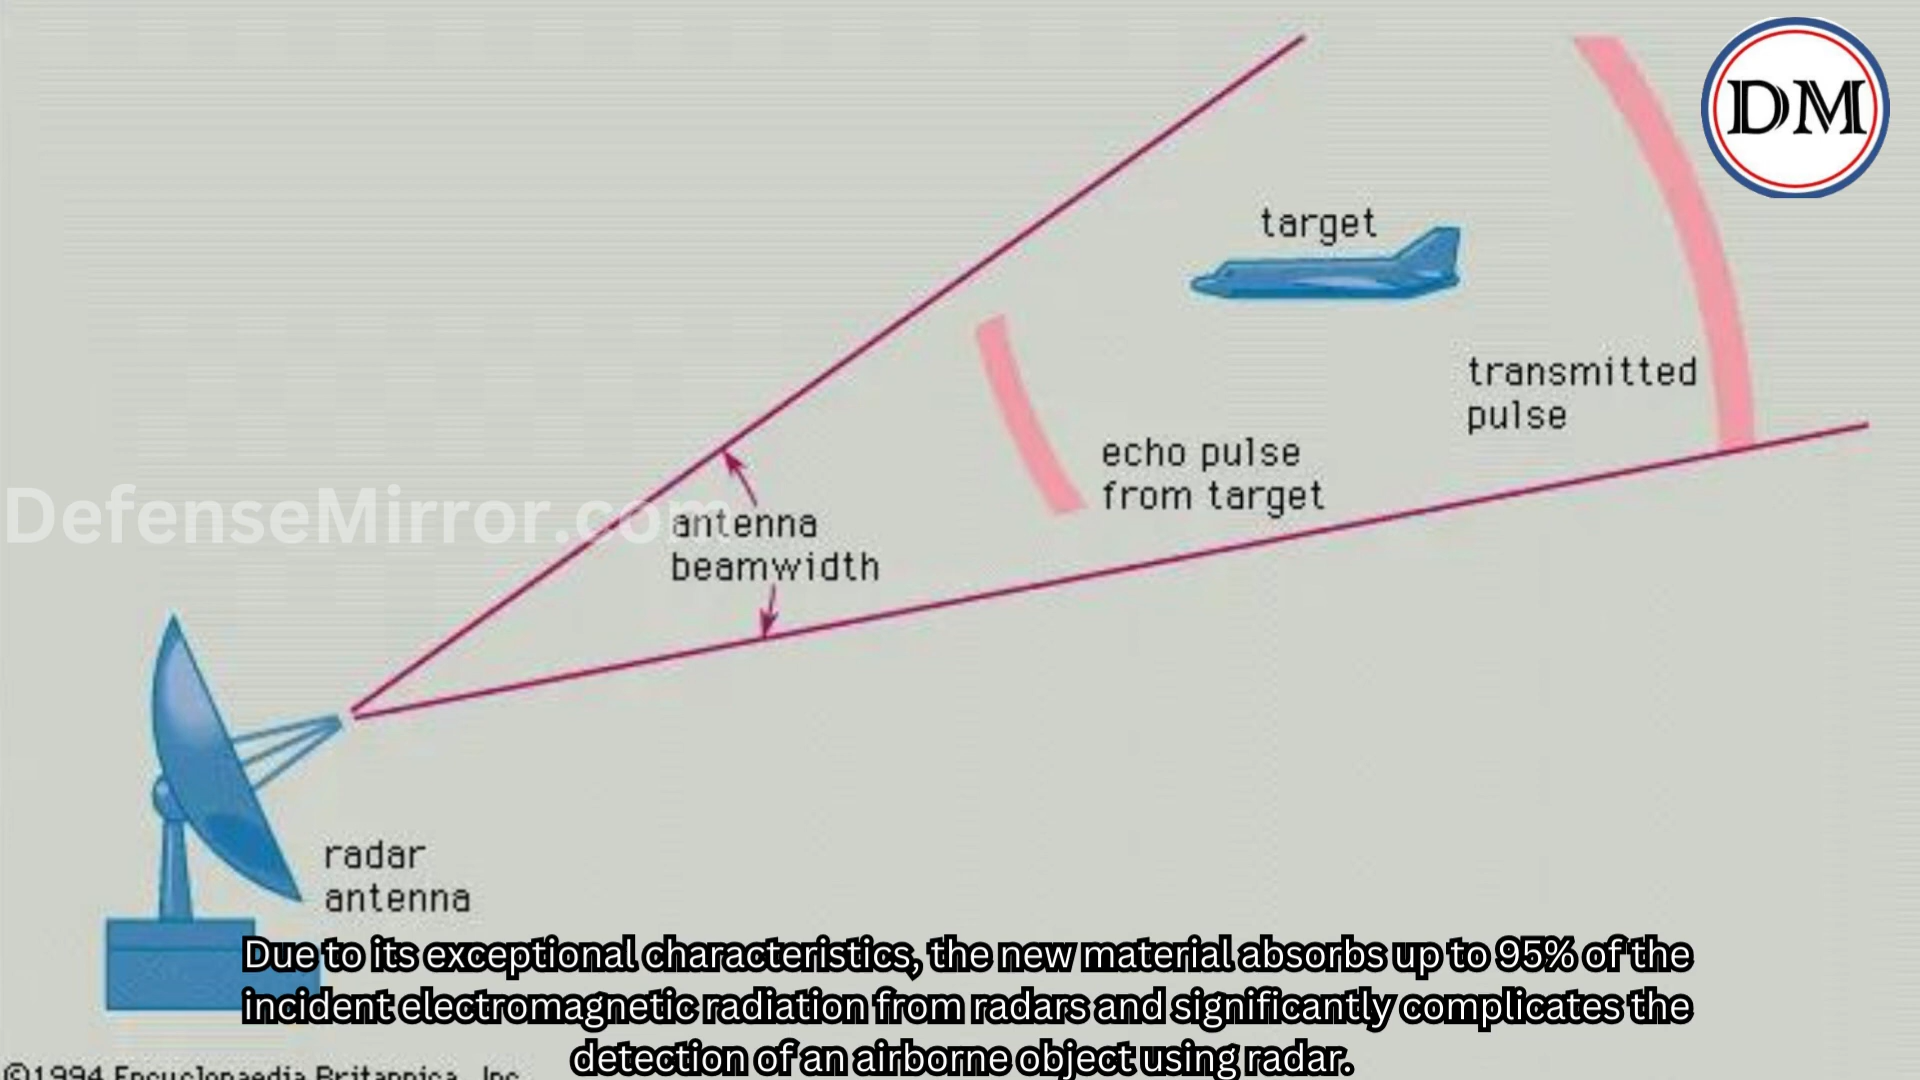 DM
target
transmitted
pulse
echo pulse
from target
DefenseMirror.com
antenna
beamwidth
radar
antenna
Due to its exceptional characteristics, the new material absorbs up to 95% of the
incident electromagnetic radiation from radars and significantly complicates the
detection of an airborne object using radar.
©1994 Encyclopaedia Britannica, Inc.